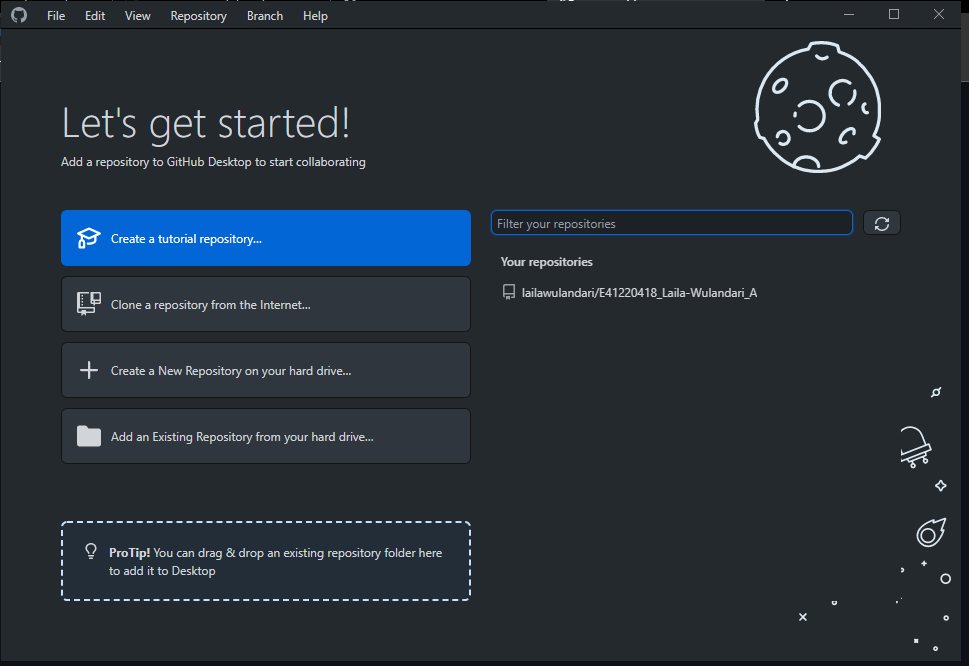 File Edit View Repository Branch Help
Let's get started!
Add a repository to GitHub Desktop to start collaborating
Create a tutorial repository...
Clone a repository from the Internet...
Create a New Repository on your hard drive...
Add an Existing Repository from your hard drive...
ProTip! You can drag & drop an existing repository folder here
to add it to Desktop
Filter your repositories
Your repositories
lailawulandari/E41220418_Laila-Wulandari_A